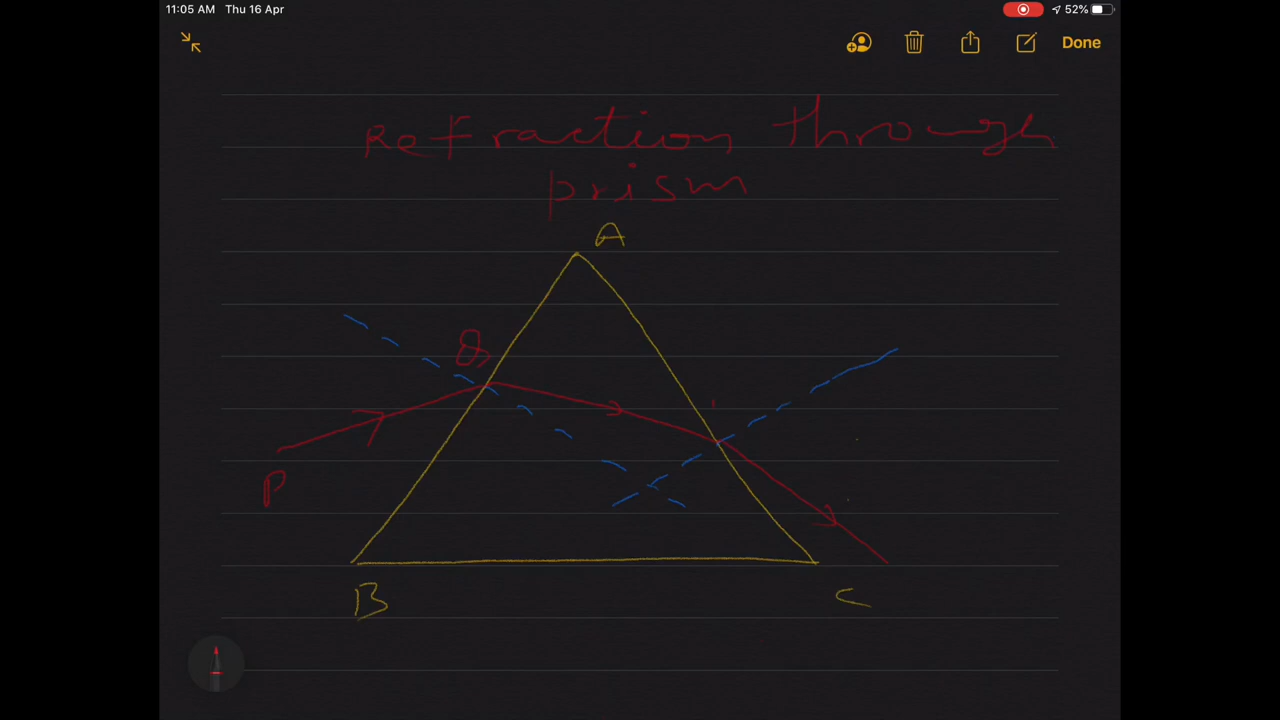 11:05 AM Thu 16 Apr
52%
Done
Refraction through
prism
A
Q
P
B
C